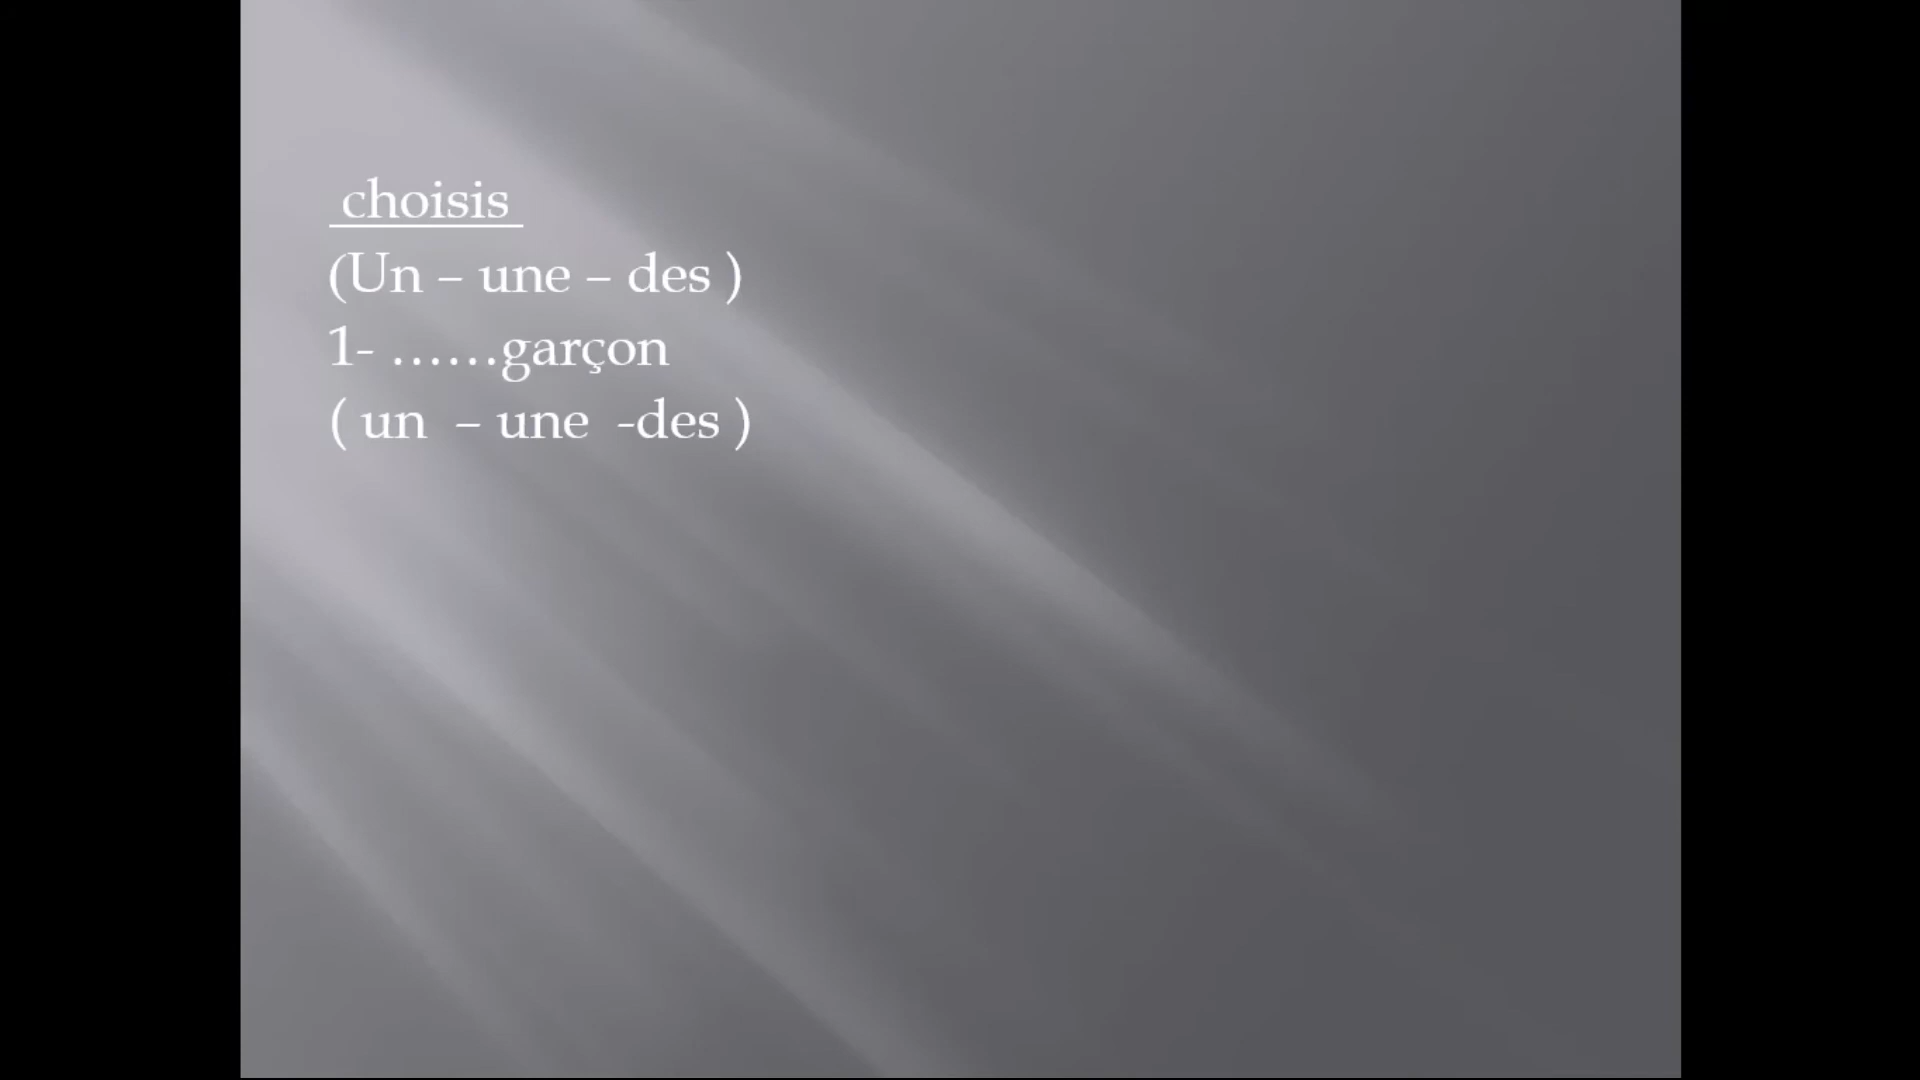 choisis
(Un – une – des )
1- ……garçon
( un – une -des )